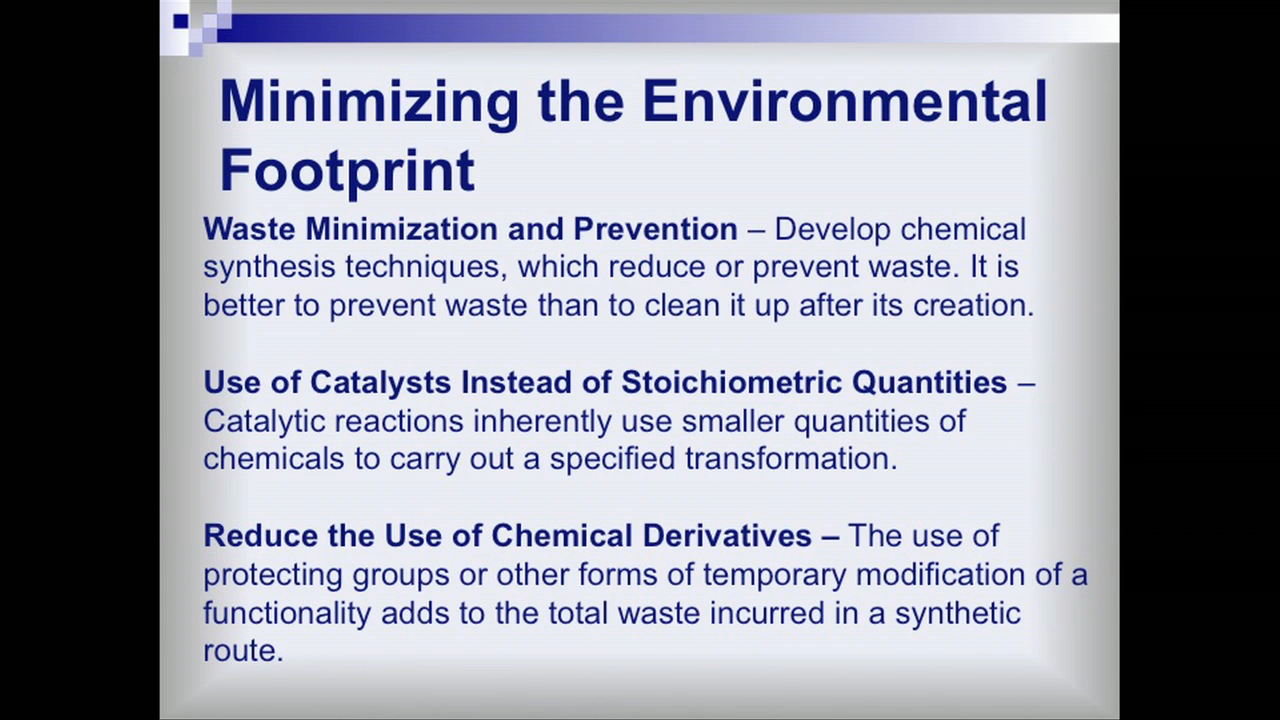 Minimizing the Environmental
Footprint
Waste Minimization and Prevention – Develop chemical
synthesis techniques, which reduce or prevent waste. It is
better to prevent waste than to clean it up after its creation.
Use of Catalysts Instead of Stoichiometric Quantities –
Catalytic reactions inherently use smaller quantities of
chemicals to carry out a specified transformation.
Reduce the Use of Chemical Derivatives – The use of
protecting groups or other forms of temporary modification of a
functionality adds to the total waste incurred in a synthetic
route.